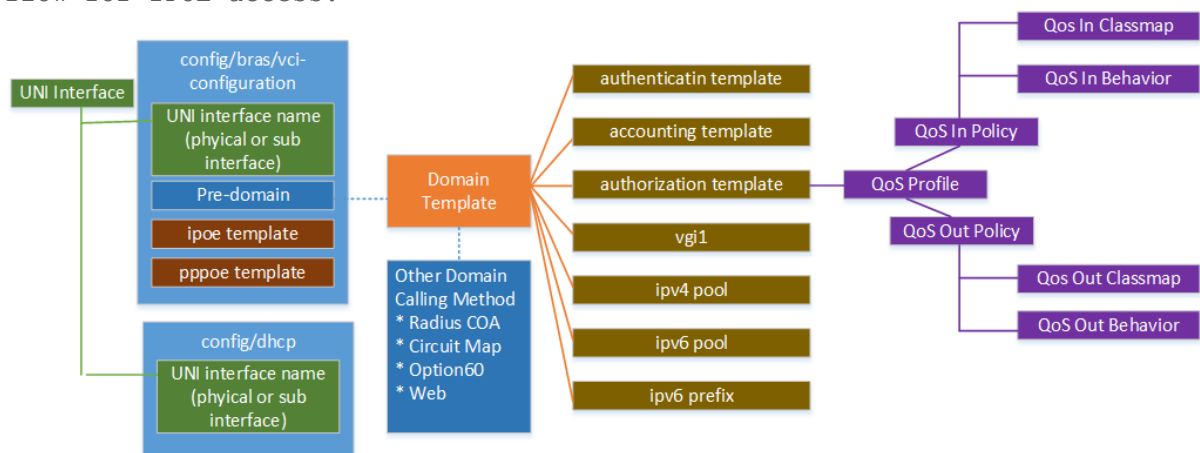 UNI Interface
config/bras/vci-
configuration
UNI interface name
(phyical or sub
interface)
Pre-domain
ipoe template
pppoe template
config/dhcp
UNI interface name
(phyical or sub
interface)
Domain
Template
Other Domain
Calling Method
* Radius COA
* Circuit Map
* Option60
* Web
authenticatin template
accounting template
authorization template
vgi1
ipv4 pool
ipv6 pool
ipv6 prefix
QoS Profile
QoS In Policy
Qos In Classmap
QoS In Behavior
QoS Out Policy
Qos Out Classmap
QoS Out Behavior